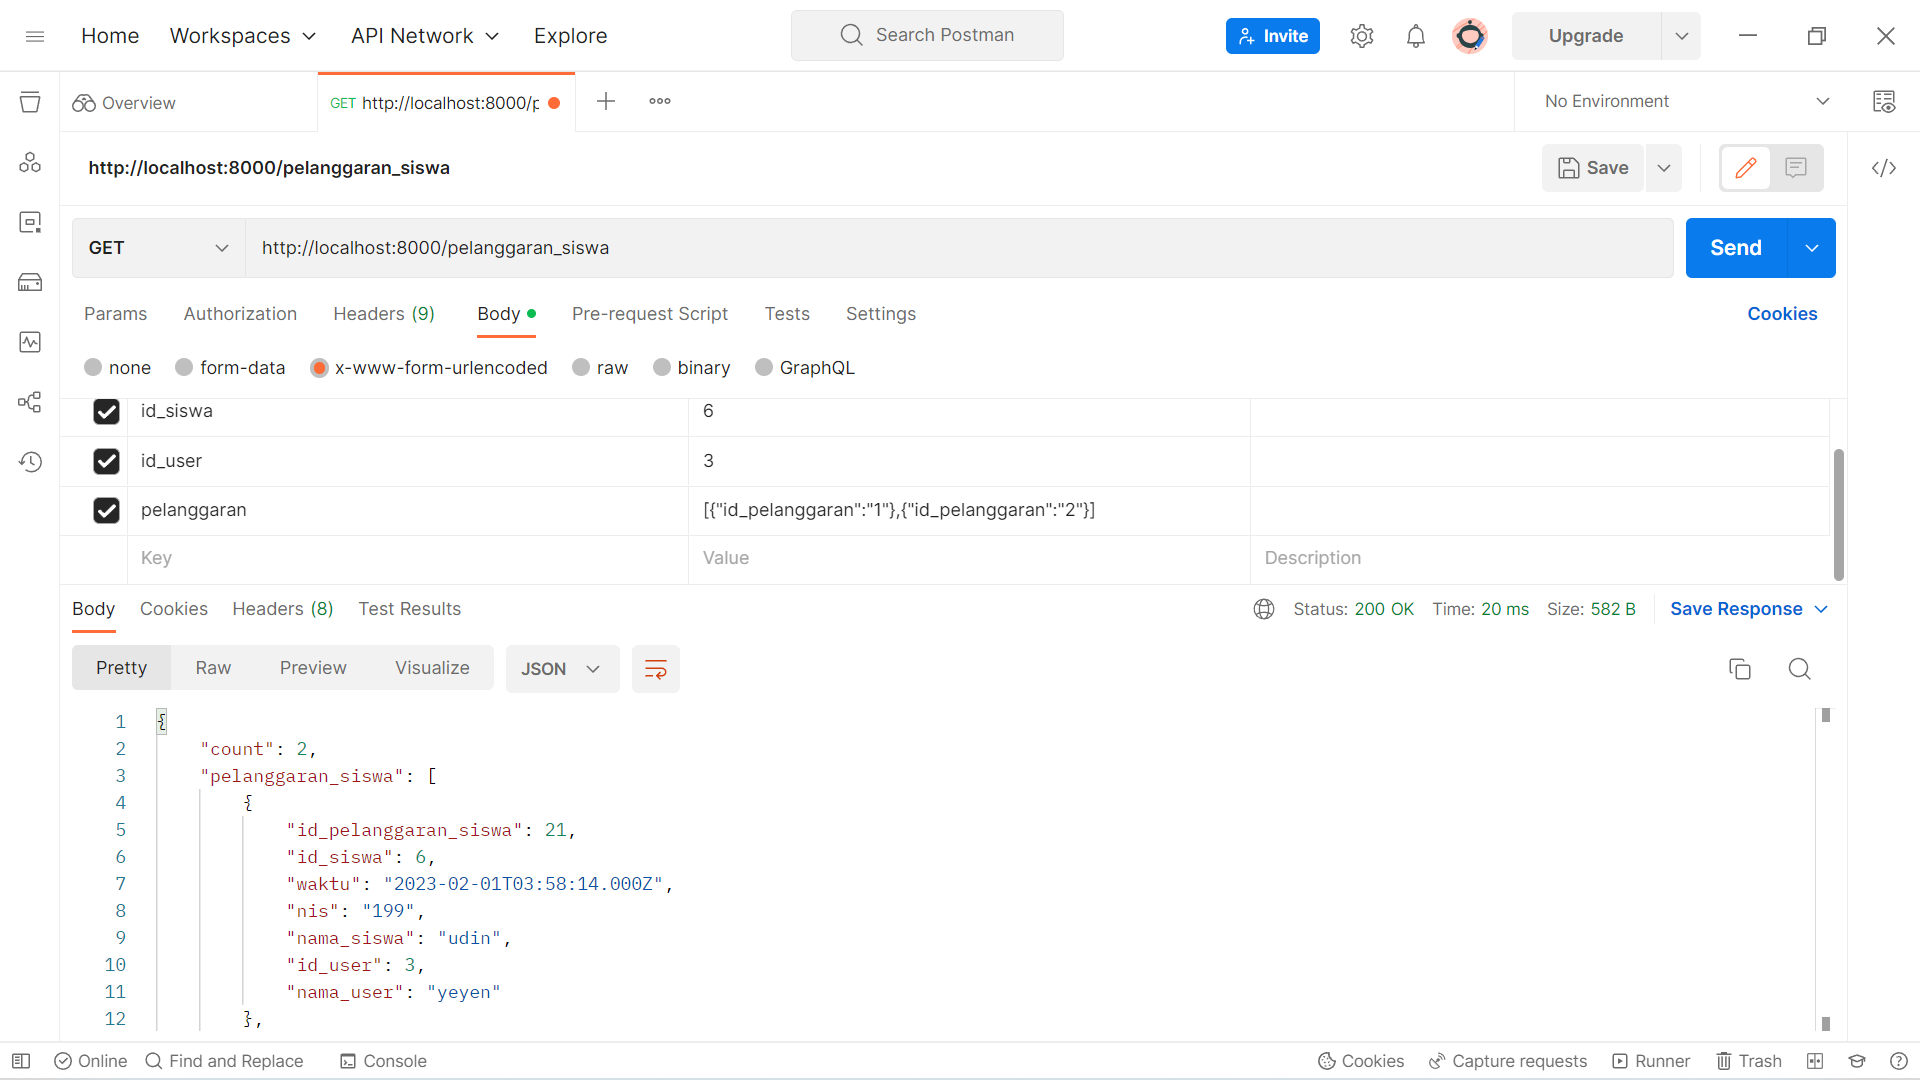 Home Workspaces API Network Explore Search Postman Invite Upgrade
Overview GET http://localhost:8000/p No Environment
http://localhost:8000/pelanggaran_siswa Save
GET http://localhost:8000/pelanggaran_siswa Send
Params Authorization Headers (9) Body Pre-request Script Tests Settings Cookies
none form-data x-www-form-urlencoded raw binary GraphQL
id_siswa 6
id_user 3
pelanggaran [{"id_pelanggaran":"1"},{"id_pelanggaran":"2"}]
Key Value Description
Body Cookies Headers (8) Test Results Status: 200 OK Time: 20 ms Size: 582 B Save Response
Pretty Raw Preview Visualize JSON
1 {
2 "count": 2,
3 "pelanggaran_siswa": [
4 {
5 "id_pelanggaran_siswa": 21,
6 "id_siswa": 6,
7 "waktu": "2023-02-01T03:58:14.000Z",
8 "nis": "199",
9 "nama_siswa": "udin",
10 "id_user": 3,
11 "nama_user": "yeyen"
12 },
Online Find and Replace Console Cookies Capture requests Runner Trash